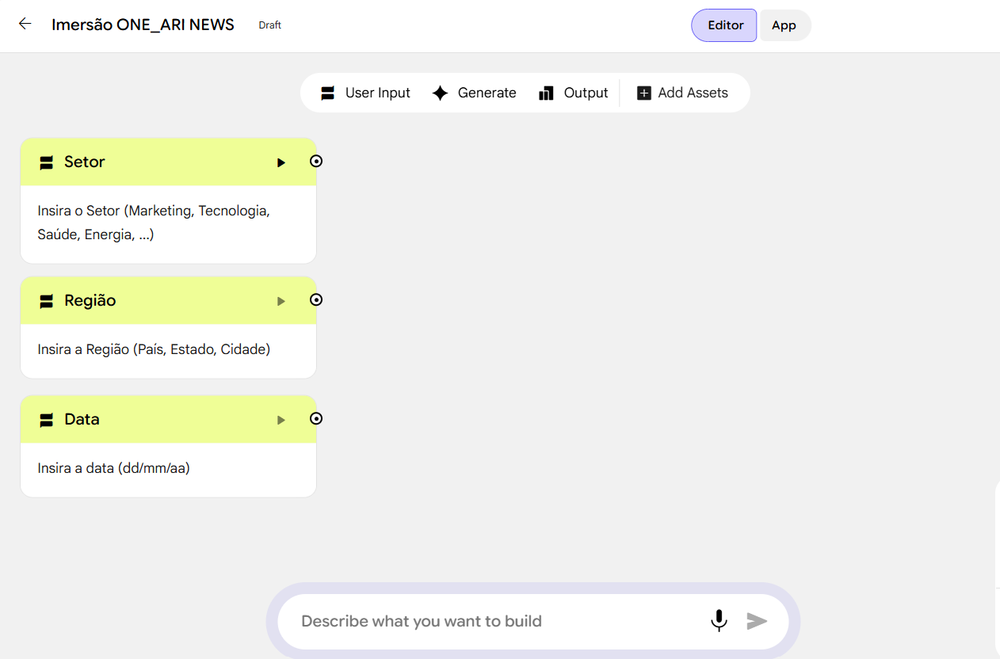 Imersão ONE_ARI NEWS Draft Editor App
User Input Generate Output Add Assets
Setor
Insira o Setor (Marketing, Tecnologia,
Saúde, Energia, ...)
Região
Insira a Região (País, Estado, Cidade)
Data
Insira a data (dd/mm/aa)
Describe what you want to build